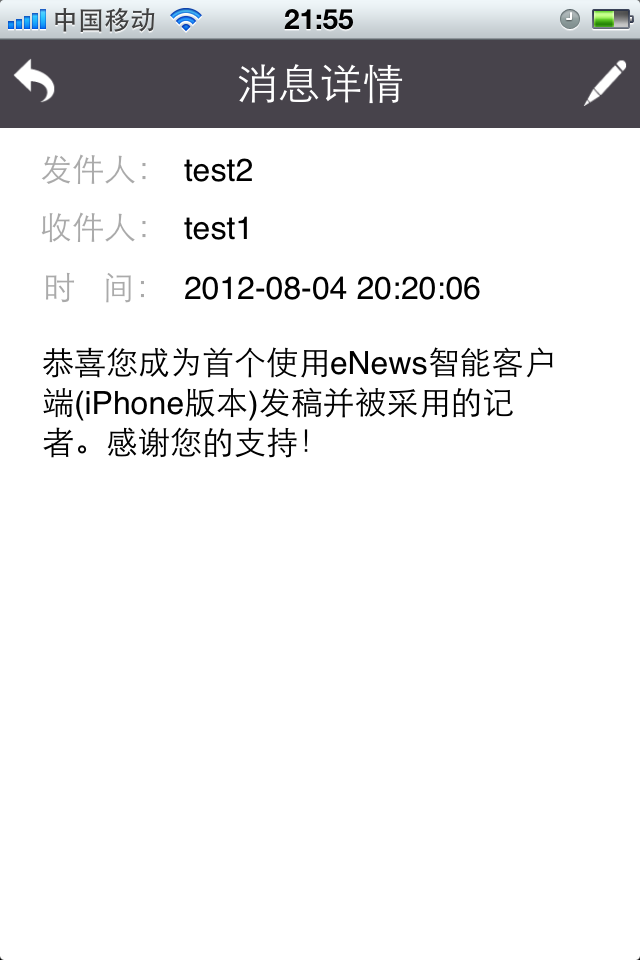 中国移动 21:55
消息详情
发件人： test2
收件人： test1
时 间： 2012-08-04 20:20:06
恭喜您成为首个使用eNews智能客户
端(iPhone版本)发稿并被采用的记
者。感谢您的支持！